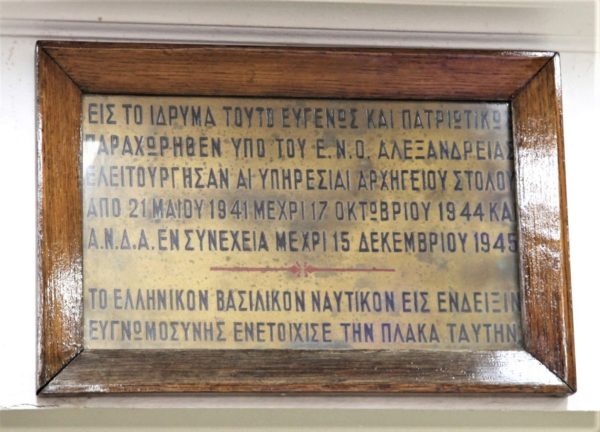 ΕΙΣ ΤΟ ΙΔΡΥΜΑ ΤΟΥΤΟ ΕΥΓΕΝΩΣ ΚΑΙ ΠΑΤΡΙΩΤΙΚΩΣ
ΠΑΡΑΧΩΡΗΘΕΝ ΥΠΟ ΤΟΥ Ε.Ν.Ο. ΑΛΕΞΑΝΔΡΕΙΑΣ
ΕΛΕΙΤΟΥΡΓΗΣΑΝ ΑΙ ΥΠΗΡΕΣΙΑΙ ΑΡΧΗΓΕΙΟΥ ΣΤΟΛΟΥ
ΑΠΟ 21 ΜΑΙΟΥ 1941 ΜΕΧΡΙ 17 ΟΚΤΩΒΡΙΟΥ 1944 ΚΑΙ
Α.Ν.Δ.Α. ΕΝ ΣΥΝΕΧΕΙΑ ΜΕΧΡΙ 15 ΔΕΚΕΜΒΡΙΟΥ 1945
ΤΟ ΕΛΛΗΝΙΚΟΝ ΒΑΣΙΛΙΚΟΝ ΝΑΥΤΙΚΟΝ ΕΙΣ ΕΝΔΕΙΞΙΝ
ΕΥΓΝΩΜΟΣΥΝΗΣ ΕΝΕΤΟΙΧΙΣΕ ΤΗΝ ΠΛΑΚΑ ΤΑΥΤΗΝ